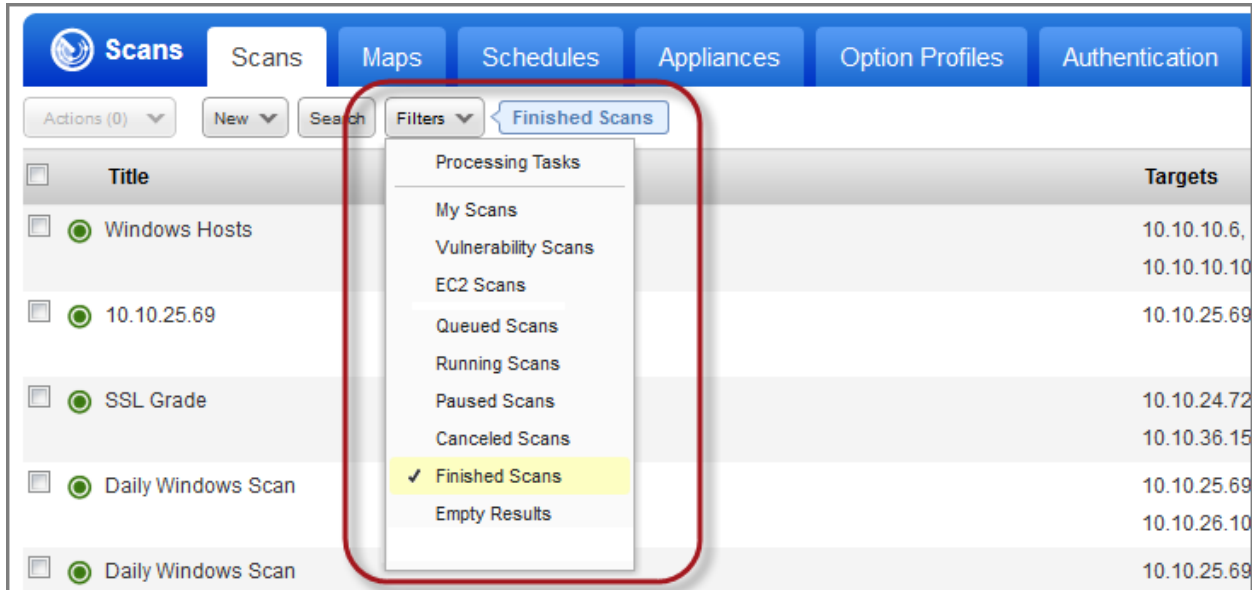 Scans Scans Maps Schedules Appliances Option Profiles Authentication
Actions (0) New Search Filters Finished Scans
Title Targets
Processing Tasks
My Scans
Vulnerability Scans
EC2 Scans
Queued Scans
Running Scans
Paused Scans
Canceled Scans
Finished Scans
Empty Results
Windows Hosts 10.10.10.6,
10.10.10.10
10.10.25.69 10.10.25.69
SSL Grade 10.10.24.72
10.10.36.15
Daily Windows Scan 10.10.25.69
10.10.26.10
Daily Windows Scan 10.10.25.69